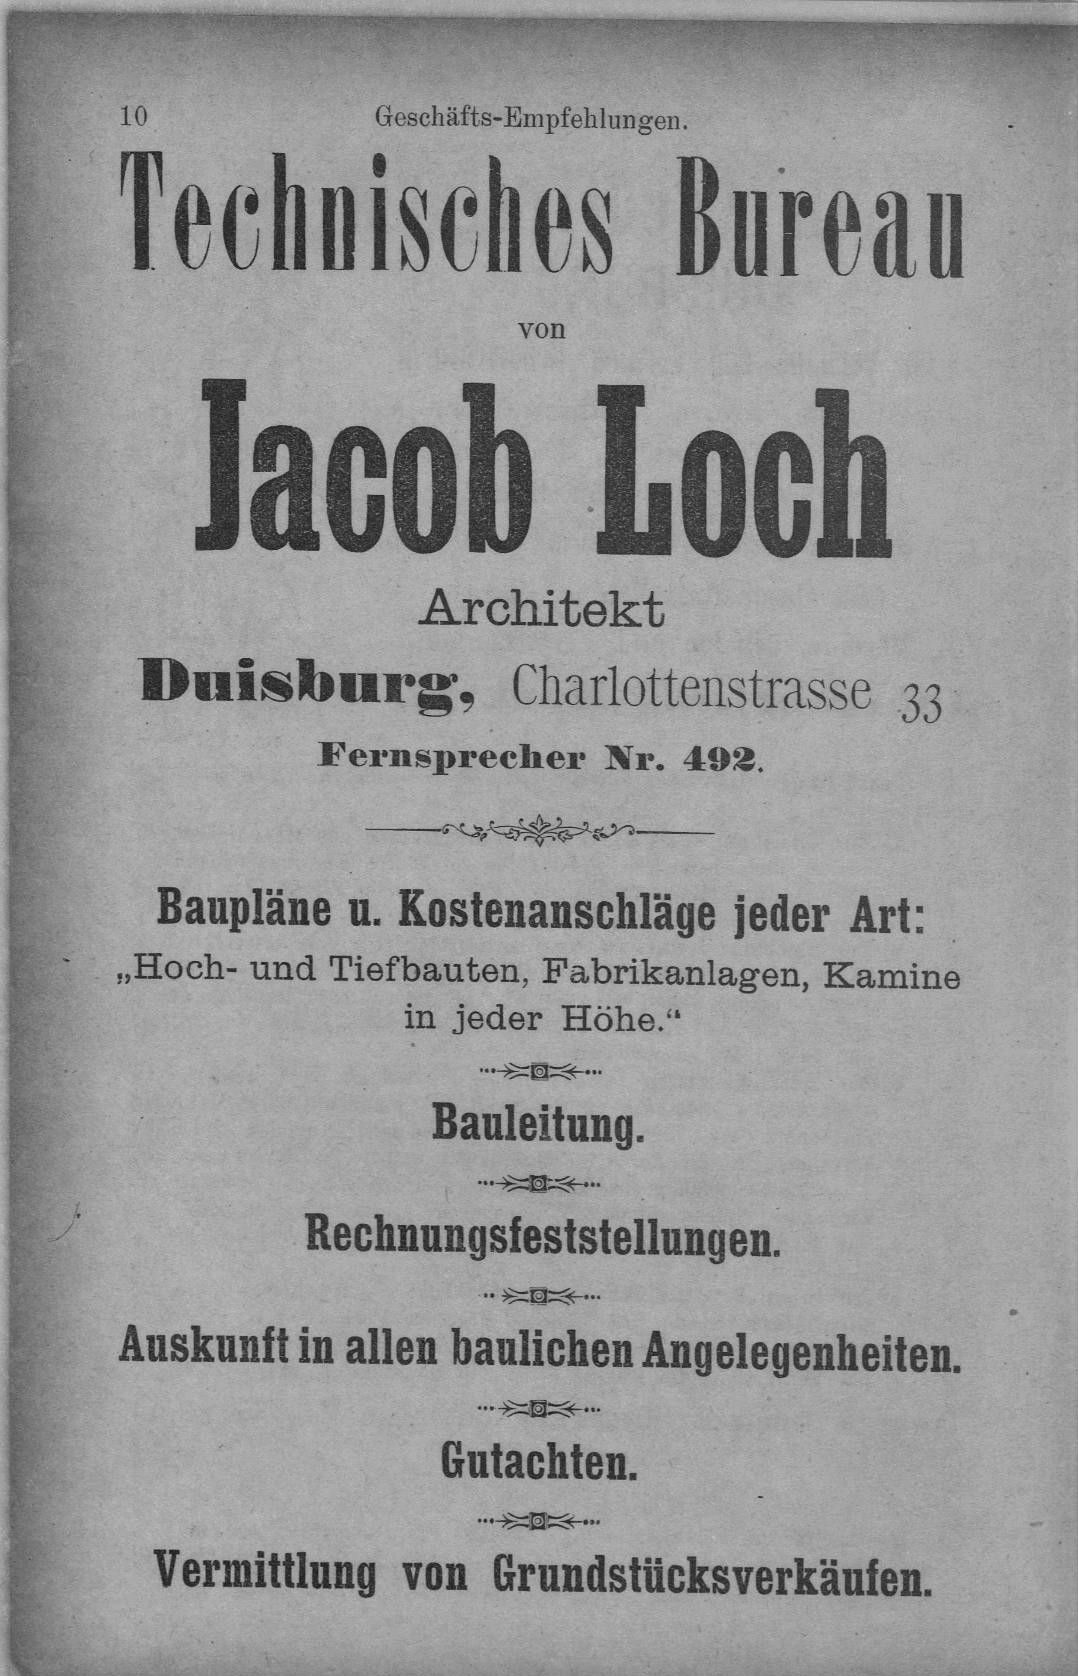 10 Geschäfts-Empfehlungen.
Technisches Bureau
von
Jacob Loch
Architekt
Duisburg, Charlottenstrasse 33
Fernsprecher Nr. 492.
Baupläne u. Kostenanschläge jeder Art:
„Hoch- und Tiefbauten, Fabrikanlagen, Kamine
in jeder Höhe.“
Bauleitung.
Rechnungsfeststellungen.
Auskunft in allen baulichen Angelegenheiten.
Gutachten.
Vermittlung von Grundstücksverkäufen.